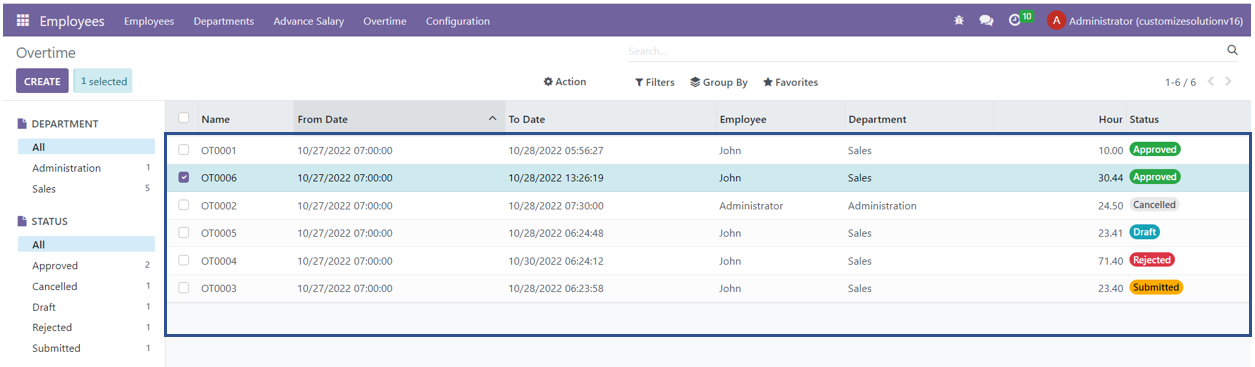 Employees Employees Departments Advance Salary Overtime Configuration 10 A Administrator (customizesolutionv16)
Overtime Search...
CREATE 1 selected Action Filters Group By Favorites 1-6 / 6
DEPARTMENT
All
Administration 1
Sales 5
STATUS
All
Approved 2
Cancelled 1
Draft 1
Rejected 1
Submitted 1
Name From Date To Date Employee Department Hour Status
OT0001 10/27/2022 07:00:00 10/28/2022 05:56:27 John Sales 10.00 Approved
OT0006 10/27/2022 07:00:00 10/28/2022 13:26:19 John Sales 30.44 Approved
OT0002 10/27/2022 07:00:00 10/28/2022 07:30:00 Administrator Administration 24.50 Cancelled
OT0005 10/27/2022 07:00:00 10/28/2022 06:24:48 John Sales 23.41 Draft
OT0004 10/27/2022 07:00:00 10/30/2022 06:24:12 John Sales 71.40 Rejected
OT0003 10/27/2022 07:00:00 10/28/2022 06:23:58 John Sales 23.40 Submitted